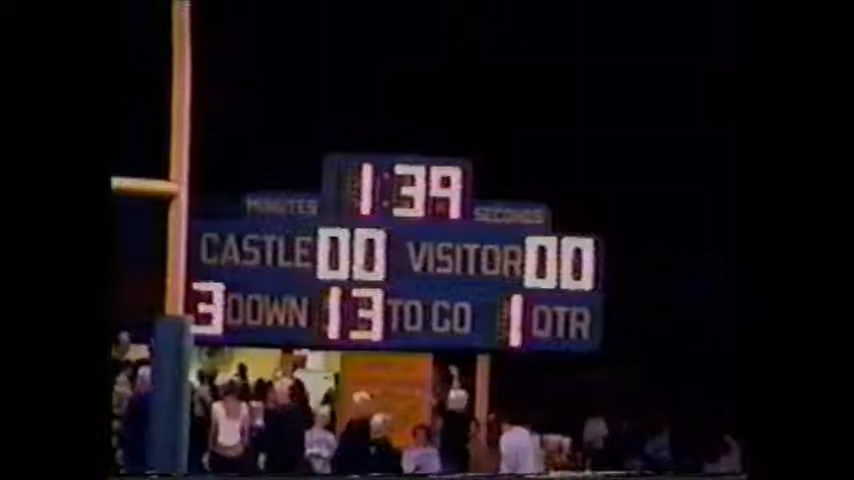 1:39
MINUTES SECONDS
CASTLE 00 VISITOR 00
3 DOWN 13 TO GO 1 QTR